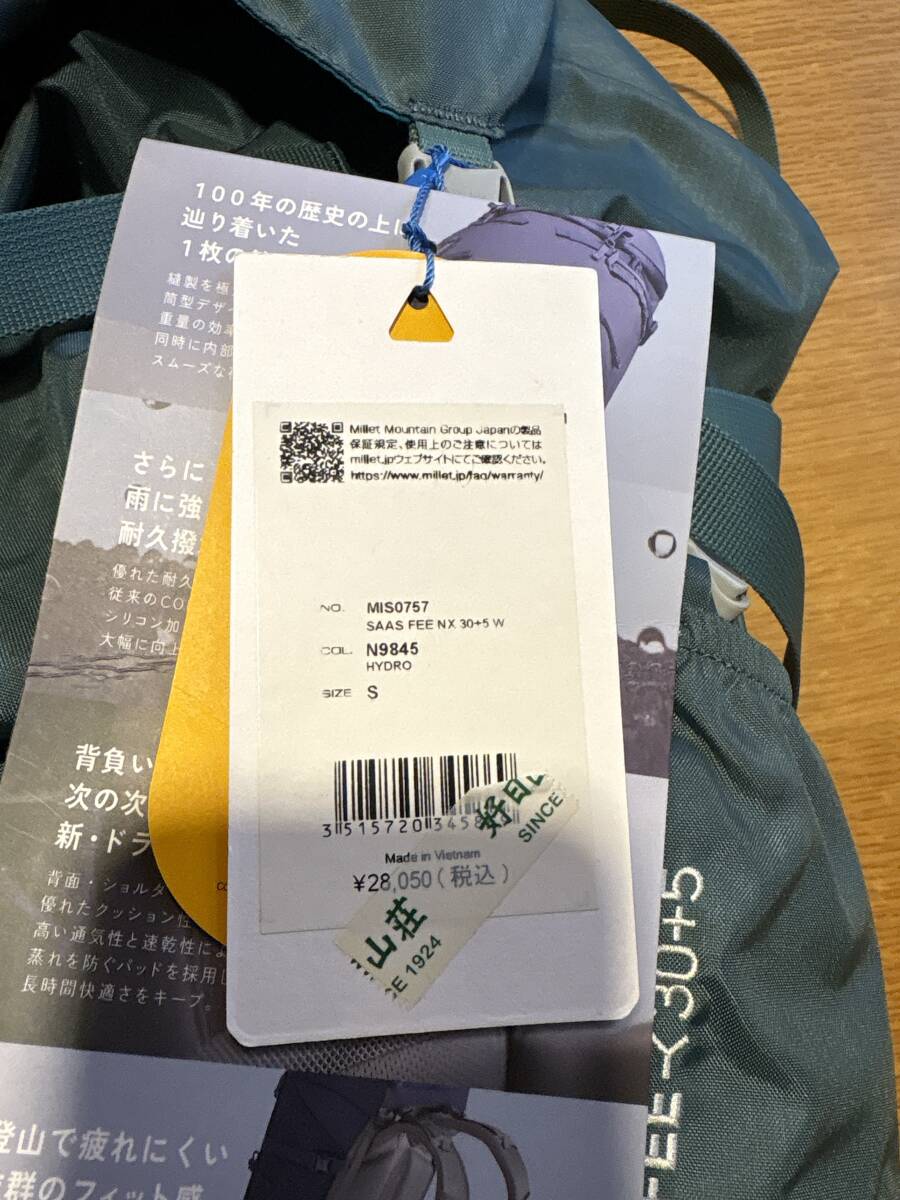 100年の歴史の上に
辿り着いた
1枚の
縫製を極
筒型デザ
重量の効率
同時に内部
スムーズな
さらに
雨に強
耐久撥
優れた耐久
従来のCO
シリコン加
大幅に向上
背負い
次の次
新・ドラ
背面・ショルダ
優れたクッション性
高い通気性と速乾性によ
蒸れを防ぐパッドを採用し
長時間快適さをキープ。
登山で疲れにくい
抜群のフィット感
Millet Mountain Group Japanの製品
保証規定、使用上のご注意については
millet.jpウェブサイトにてご確認ください。
https://www.millet.jp/faq/warranty/
NO. MIS0757
SAAS FEE NX 30+5 W
COL. N9845
HYDRO
SIZE S
3 515720 345
Made in Vietnam
¥28,050(税込)
好日
SINCE
山荘
CE 1924
FEE
30+5